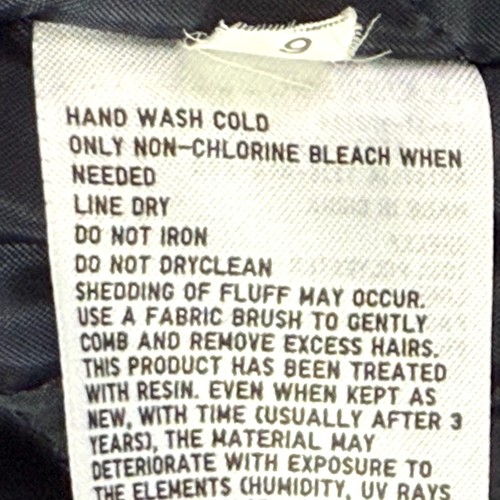 HAND WASH COLD
ONLY NON-CHLORINE BLEACH WHEN
NEEDED
LINE DRY
DO NOT IRON
DO NOT DRYCLEAN
SHEDDING OF FLUFF MAY OCCUR.
USE A FABRIC BRUSH TO GENTLY
COMB AND REMOVE EXCESS HAIRS.
THIS PRODUCT HAS BEEN TREATED
WITH RESIN. EVEN WHEN KEPT AS
NEW, WITH TIME (USUALLY AFTER 3
YEARS), THE MATERIAL MAY
DETERIORATE WITH EXPOSURE TO
THE ELEMENTS (HUMIDITY, UV RAYS